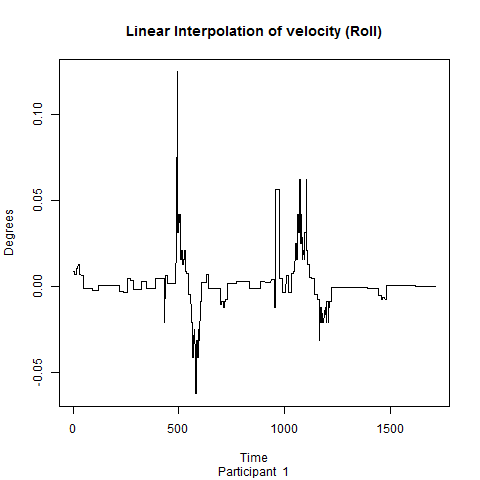 Linear Interpolation of velocity (Roll)
Degrees
0.10
0.05
0.00
-0.05
0 500 1000 1500
Time
Participant 1